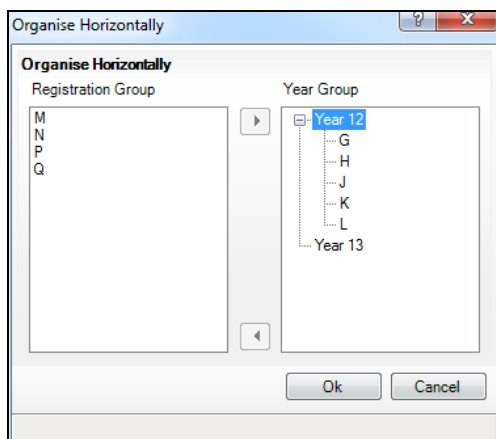 Organise Horizontally
?
X
Organise Horizontally
Registration Group
M
N
P
Q
Year Group
Year 12
G
H
J
K
L
Year 13
Ok
Cancel